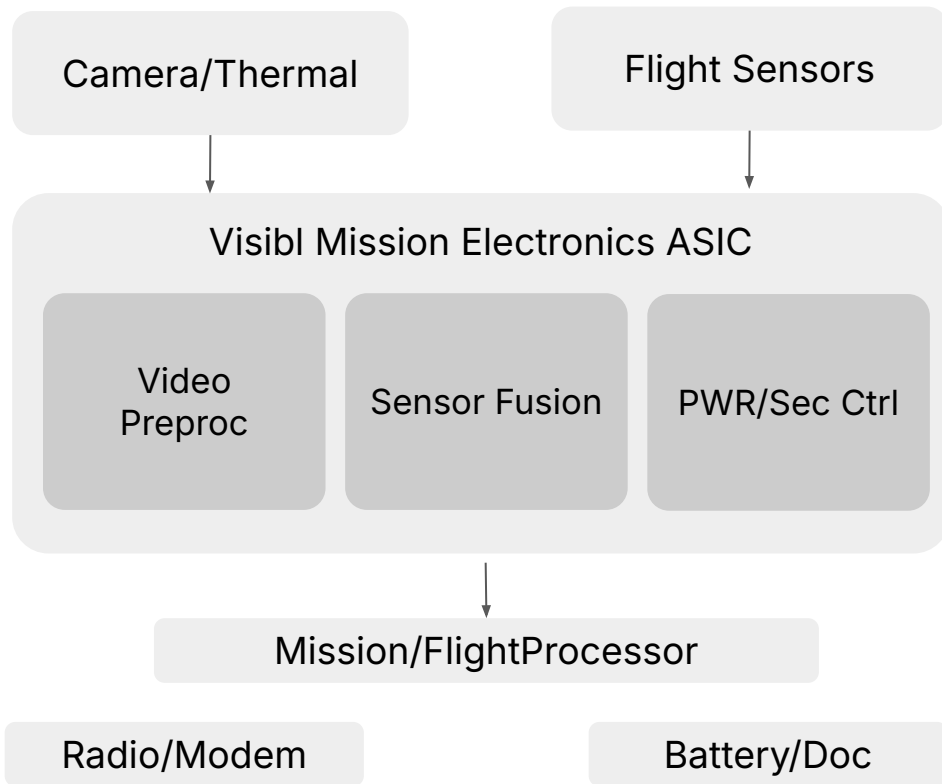 Camera/Thermal
Flight Sensors
Visibl Mission Electronics ASIC
Video
Preproc
Sensor Fusion
PWR/Sec Ctrl
Mission/FlightProcessor
Radio/Modem
Battery/Doc